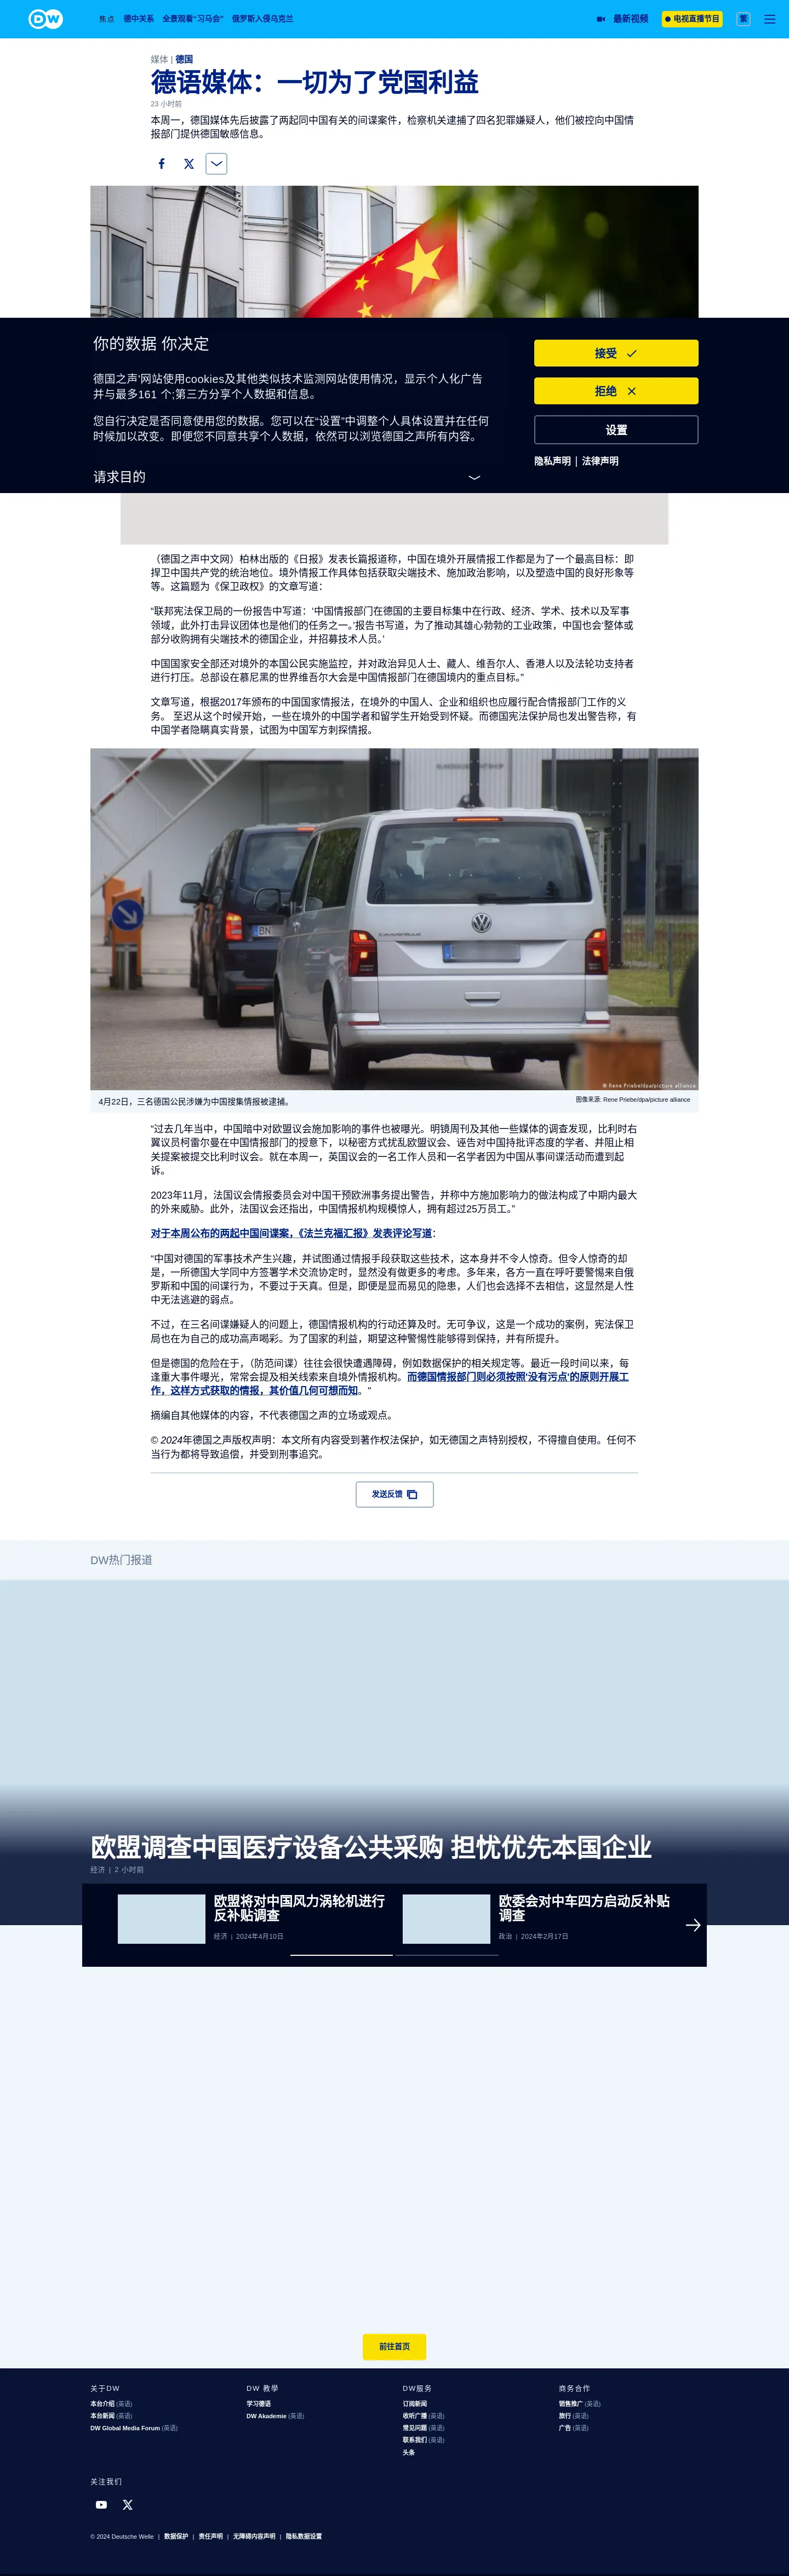 DW
焦点
德中关系
全景观看“习马会”
俄罗斯入侵乌克兰
最新视频
电视直播节目
繁
媒体 | 德国
德语媒体：一切为了党国利益
23 小时前
本周一，德国媒体先后披露了两起同中国有关的间谍案件，检察机关逮捕了四名犯罪嫌疑人，他们被控向中国情
报部门提供德国敏感信息。
你的数据 你决定
德国之声'网站使用cookies及其他类似技术监测网站使用情况，显示个人化广告
并与最多161 个;第三方分享个人数据和信息。
您自行决定是否同意使用您的数据。您可以在“设置”中调整个人具体设置并在任何
时候加以改变。即便您不同意共享个人数据，依然可以浏览德国之声所有内容。
请求目的
接受
拒绝
设置
隐私声明 | 法律声明
（德国之声中文网）柏林出版的《日报》发表长篇报道称，中国在境外开展情报工作都是为了一个最高目标：即
捍卫中国共产党的统治地位。境外情报工作具体包括获取尖端技术、施加政治影响，以及塑造中国的良好形象等
等。这篇题为《保卫政权》的文章写道：
“联邦宪法保卫局的一份报告中写道：‘中国情报部门在德国的主要目标集中在行政、经济、学术、技术以及军事
领域，此外打击异议团体也是他们的任务之一。’报告书写道，为了推动其雄心勃勃的工业政策，中国也会‘整体或
部分收购拥有尖端技术的德国企业，并招募技术人员。’
中国国家安全部还对境外的本国公民实施监控，并对政治异见人士、藏人、维吾尔人、香港人以及法轮功支持者
进行打压。总部设在慕尼黑的世界维吾尔大会是中国情报部门在德国境内的重点目标。”
文章写道，根据2017年颁布的中国国家情报法，在境外的中国人、企业和组织也应履行配合情报部门工作的义
务。 至迟从这个时候开始，一些在境外的中国学者和留学生开始受到怀疑。而德国宪法保护局也发出警告称，有
中国学者隐瞒真实背景，试图为中国军方刺探情报。
BN
© Rene Priebe/dpa/picture alliance
4月22日，三名德国公民涉嫌为中国搜集情报被逮捕。
图像来源: Rene Priebe/dpa/picture alliance
“过去几年当中，中国暗中对欧盟议会施加影响的事件也被曝光。明镜周刊及其他一些媒体的调查发现，比利时右
翼议员柯雷尔曼在中国情报部门的授意下，以秘密方式扰乱欧盟议会、诬告对中国持批评态度的学者、并阻止相
关提案被提交比利时议会。就在本周一，英国议会的一名工作人员和一名学者因为中国从事间谍活动而遭到起
诉。
2023年11月，法国议会情报委员会对中国干预欧洲事务提出警告，并称中方施加影响力的做法构成了中期内最大
的外来威胁。此外，法国议会还指出，中国情报机构规模惊人，拥有超过25万员工。”
对于本周公布的两起中国间谍案，《法兰克福汇报》发表评论写道：
“中国对德国的军事技术产生兴趣，并试图通过情报手段获取这些技术，这本身并不令人惊奇。但令人惊奇的却
是，一所德国大学同中方签署学术交流协定时，显然没有做更多的考虑。多年来，各方一直在呼吁要警惕来自俄
罗斯和中国的间谍行为，不要过于天真。但是，即便是显而易见的隐患，人们也会选择不去相信，这显然是人性
中无法逃避的弱点。
不过，在三名间谍嫌疑人的问题上，德国情报机构的行动还算及时。无可争议，这是一个成功的案例，宪法保卫
局也在为自己的成功高声喝彩。为了国家的利益，期望这种警惕性能够得到保持，并有所提升。
但是德国的危险在于，（防范间谍）往往会很快遭遇障碍，例如数据保护的相关规定等。最近一段时间以来，每
逢重大事件曝光，常常会提及相关线索来自境外情报机构。而德国情报部门则必须按照'没有污点'的原则开展工
作，这样方式获取的情报，其价值几何可想而知。"
摘编自其他媒体的内容，不代表德国之声的立场或观点。
© 2024年德国之声版权声明：本文所有内容受到著作权法保护，如无德国之声特别授权，不得擅自使用。任何不
当行为都将导致追偿，并受到刑事追究。
发送反馈
DW热门报道
欧盟调查中国医疗设备公共采购 担忧优先本国企业
经济 | 2 小时前
欧盟将对中国风力涡轮机进行
反补贴调查
经济 | 2024年4月10日
欧委会对中车四方启动反补贴
调查
政治 | 2024年2月17日
前往首页
关于DW
本台介绍 (英语)
本台新闻 (英语)
DW Global Media Forum (英语)
DW 教学
学习德语
DW Akademie (英语)
DW服务
订阅新闻
收听广播 (英语)
常见问题 (英语)
联系我们 (英语)
头条
商务合作
销售推广 (英语)
旅行 (英语)
广告 (英语)
关注我们
© 2024 Deutsche Welle | 数据保护 | 责任声明 | 无障碍内容声明 | 隐私数据设置